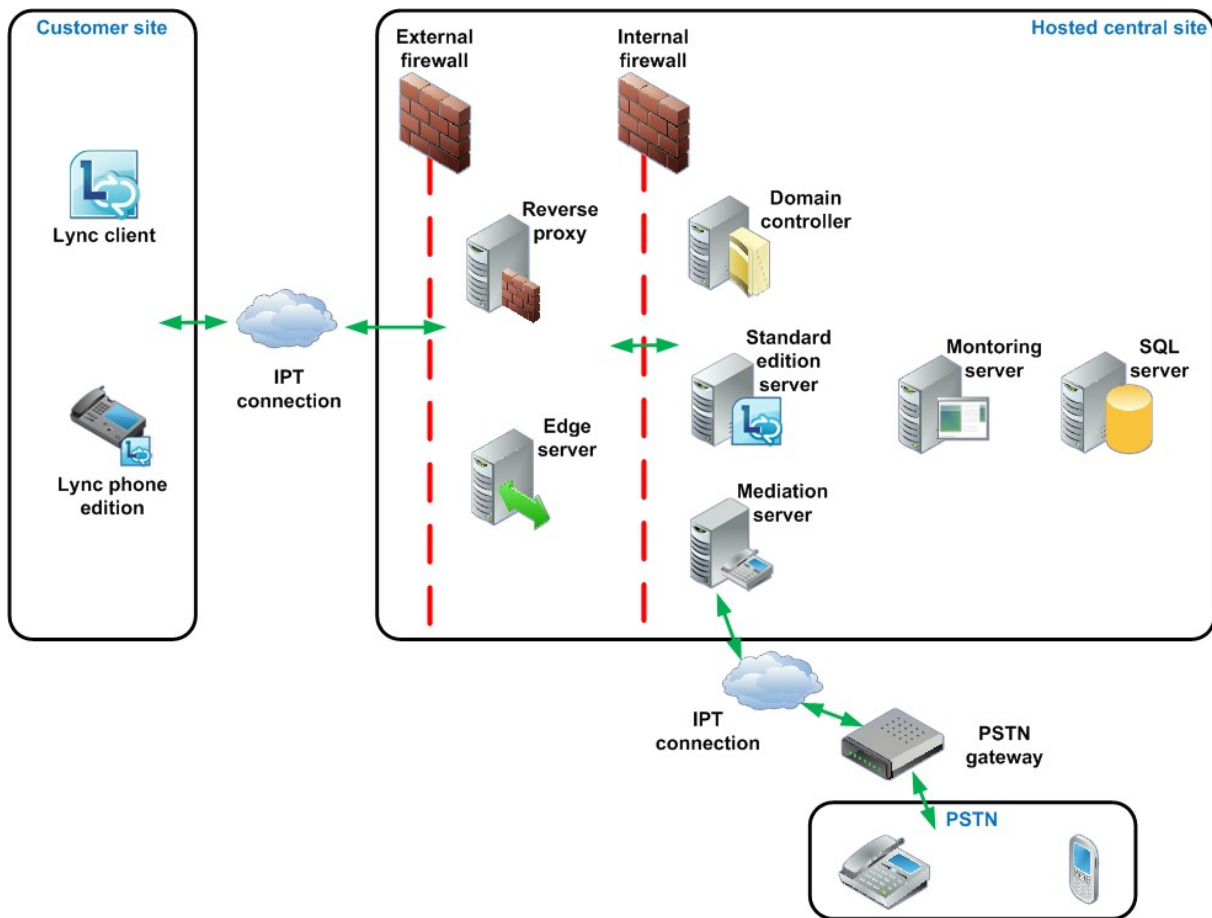 Customer site
Lync client
Lync phone
edition
IPT
connection
Hosted central site
External
firewall
Internal
firewall
Reverse
proxy
Edge
server
Domain
controller
Standard
edition
server
Montoring
server
SQL
server
Mediation
server
IPT
connection
PSTN
gateway
PSTN